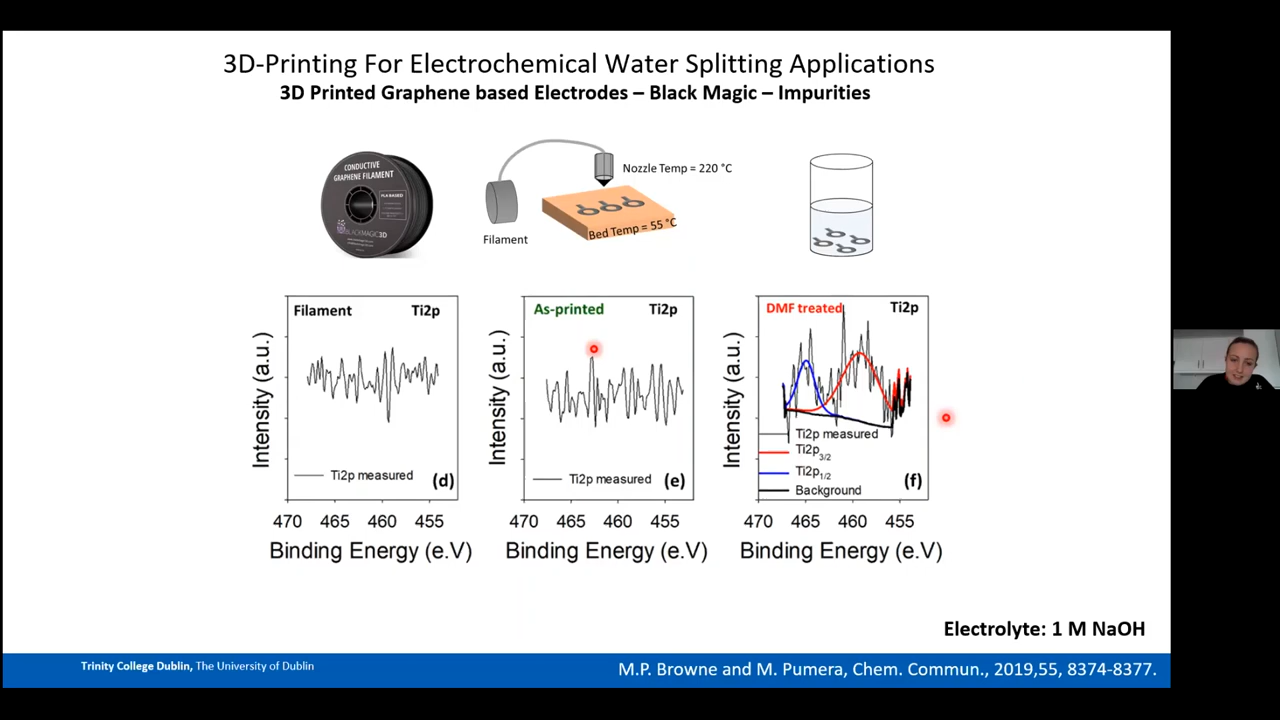 3D-Printing For Electrochemical Water Splitting Applications
3D Printed Graphene based Electrodes – Black Magic – Impurities
CONDUCTIVE
GRAPHENE FILAMENT
PLA BASED
BLACKMAGIC3D
Filament
Nozzle Temp = 220 °C
Bed Temp = 55 °C
Filament Ti2p
Intensity (a.u.)
Ti2p measured (d)
470 465 460 455
Binding Energy (e.V)
As-printed Ti2p
Intensity (a.u.)
Ti2p measured (e)
470 465 460 455
Binding Energy (e.V)
DMF treated Ti2p
Intensity (a.u.)
Ti2p measured
Ti2p3/2
Ti2p1/2 (f)
Background
470 465 460 455
Binding Energy (e.V)
Electrolyte: 1 M NaOH
Trinity College Dublin, The University of Dublin
M.P. Browne and M. Pumera, Chem. Commun., 2019,55, 8374-8377.